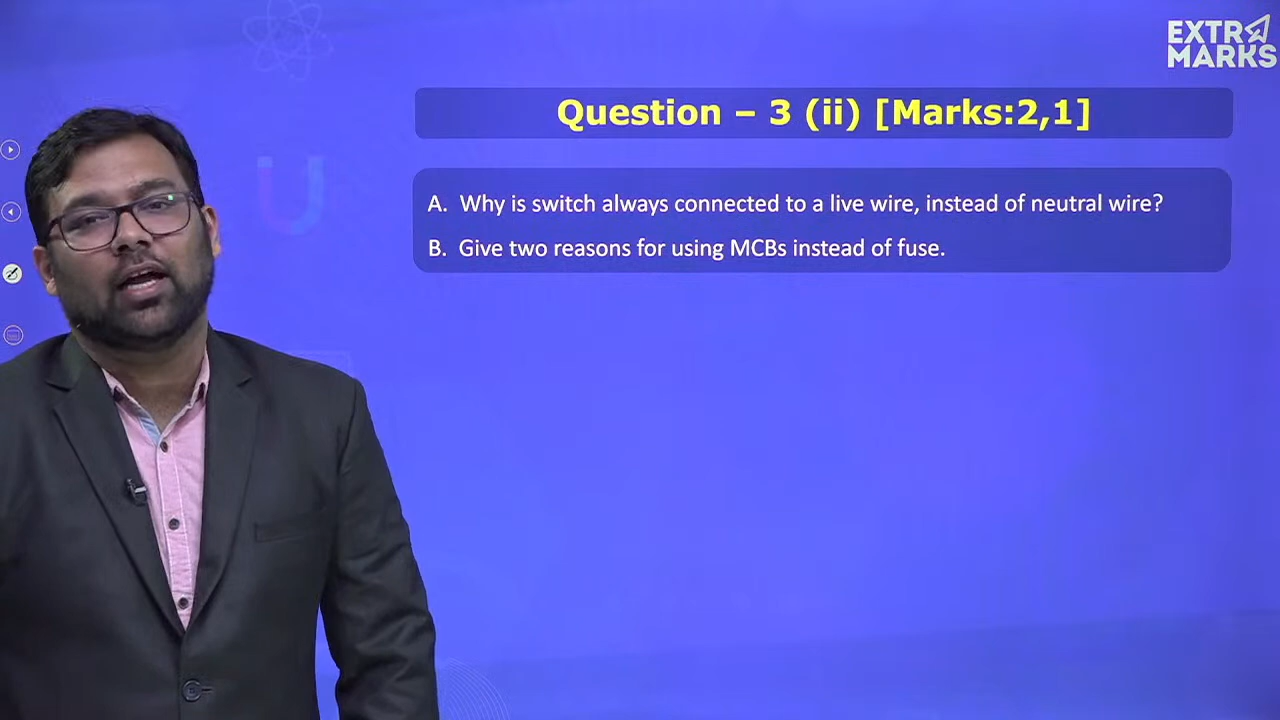 EXTRA
MARKS
Question – 3 (ii) [Marks:2,1]
A. Why is switch always connected to a live wire, instead of neutral wire?
B. Give two reasons for using MCBs instead of fuse.